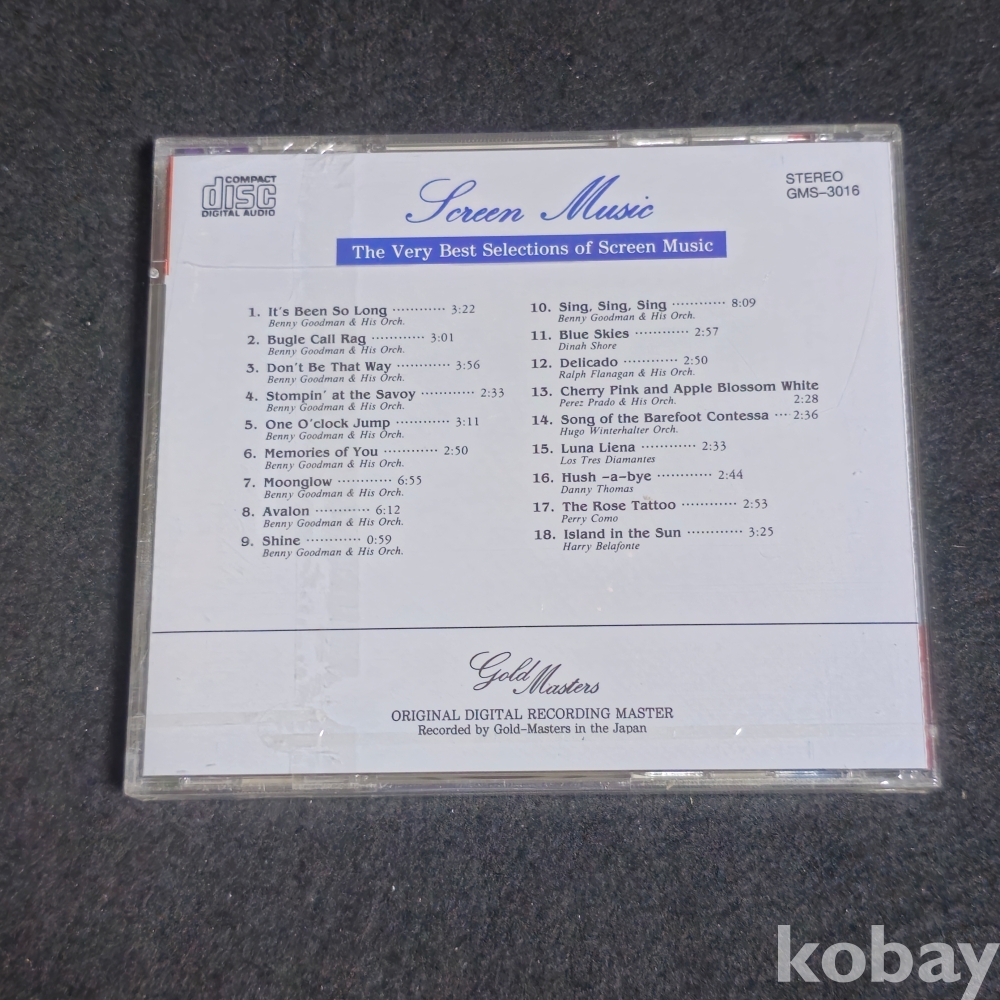 COMPACT
disc
DIGITAL AUDIO
STEREO
GMS-3016
Screen Music
The Very Best Selections of Screen Music
1. It's Been So Long ············ 3:22
Benny Goodman & His Orch.
2. Bugle Call Rag ············ 3:01
Benny Goodman & His Orch.
3. Don't Be That Way ············ 3:56
Benny Goodman & His Orch.
4. Stompin' at the Savoy ············ 2:33
Benny Goodman & His Orch.
5. One O'clock Jump ············ 3:11
Benny Goodman & His Orch.
6. Memories of You ············ 2:50
Benny Goodman & His Orch.
7. Moonglow ············ 6:55
Benny Goodman & His Orch.
8. Avalon ············ 6:12
Benny Goodman & His Orch.
9. Shine ············ 0:59
Benny Goodman & His Orch.
10. Sing, Sing, Sing ············ 8:09
Benny Goodman & His Orch.
11. Blue Skies ············ 2:57
Dinah Shore
12. Delicado ············ 2:50
Ralph Flanagan & His Orch.
13. Cherry Pink and Apple Blossom White
Perez Prado & His Orch. 2:28
14. Song of the Barefoot Contessa ··· 2:36
Hugo Winterhalter Orch.
15. Luna Liena ············ 2:33
Los Tres Diamantes
16. Hush -a-bye ············ 2:44
Danny Thomas
17. The Rose Tattoo ············ 2:53
Perry Como
18. Island in the Sun ············ 3:25
Harry Belafonte
Gold Masters
ORIGINAL DIGITAL RECORDING MASTER
Recorded by Gold-Masters in the Japan
kobay